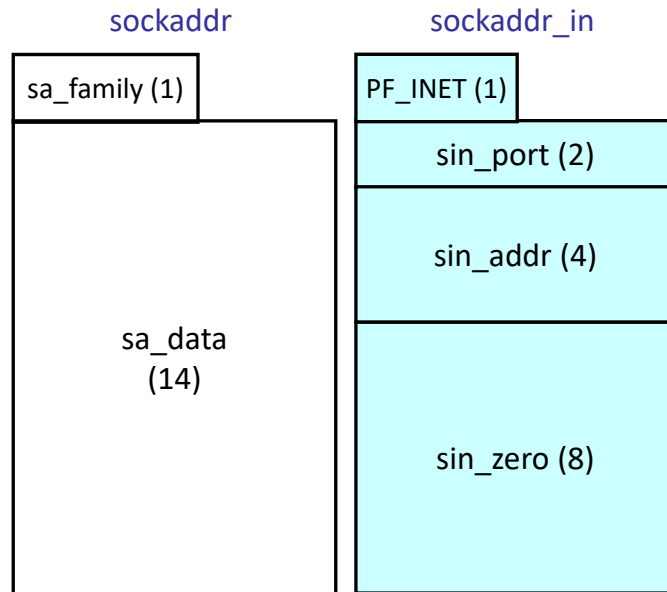 sockaddr
sockaddr_in
sa_family (1)
PF_INET (1)
sin_port (2)
sin_addr (4)
sa_data
(14)
sin_zero (8)